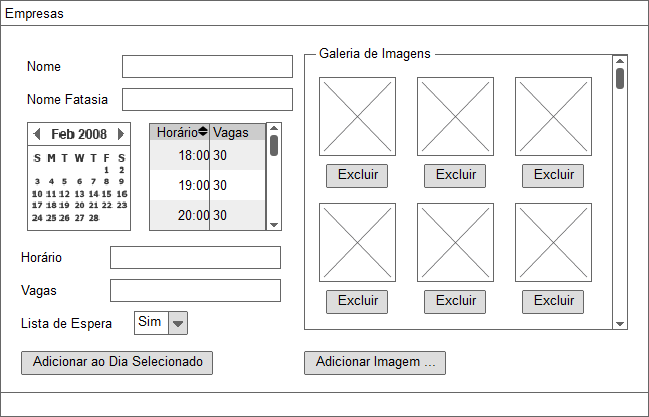 Empresas
Nome
Nome Fatasia
Feb 2008
S M T W T F S
1 2
3 4 5 6 7 8 9
10 11 12 13 14 15 16
17 18 19 20 21 22 23
24 25 26 27 28
Horário Vagas
18:00 30
19:00 30
20:00 30
Horário
Vagas
Lista de Espera Sim
Adicionar ao Dia Selecionado
Galeria de Imagens
Excluir Excluir Excluir
Excluir Excluir Excluir
Adicionar Imagem ...